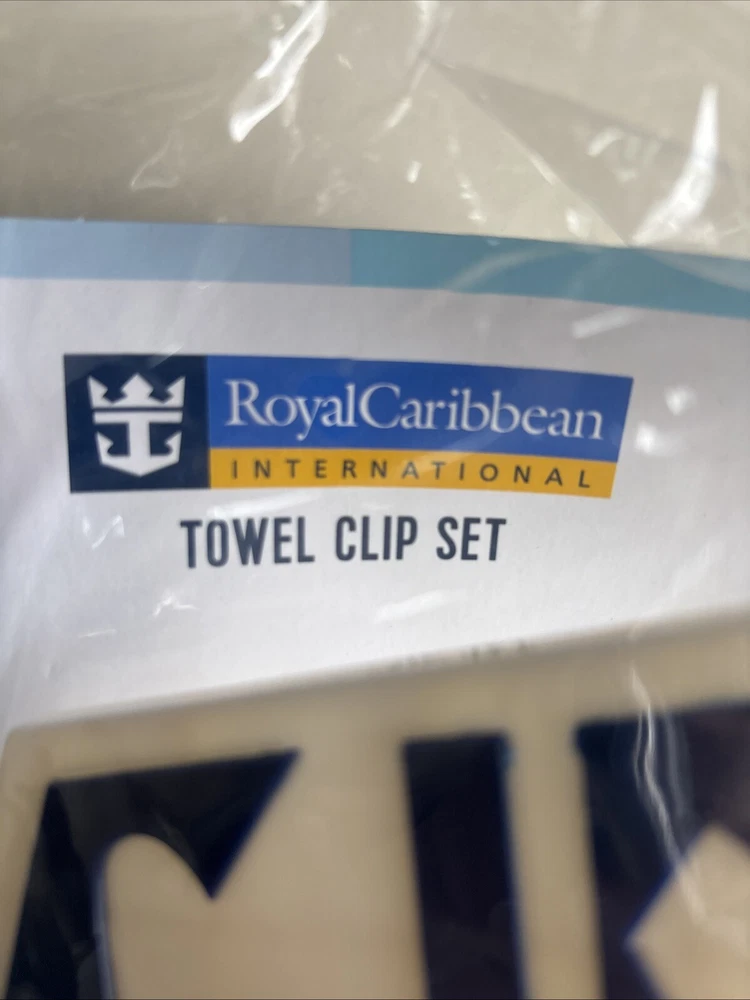 RoyalCaribbean
INTERNATIONAL
TOWEL CLIP SET